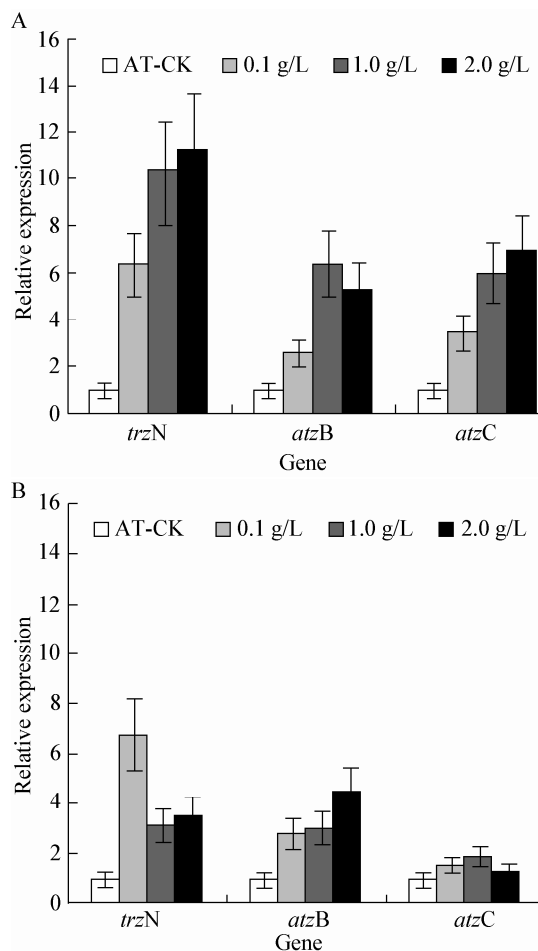 A
16
AT-CK 0.1 g/L 1.0 g/L 2.0 g/L
14
12
10
8
6
4
2
0
Relative expression
trzN atzB atzC
Gene
B
16
AT-CK 0.1 g/L 1.0 g/L 2.0 g/L
14
12
10
8
6
4
2
0
Relative expression
trzN atzB atzC
Gene